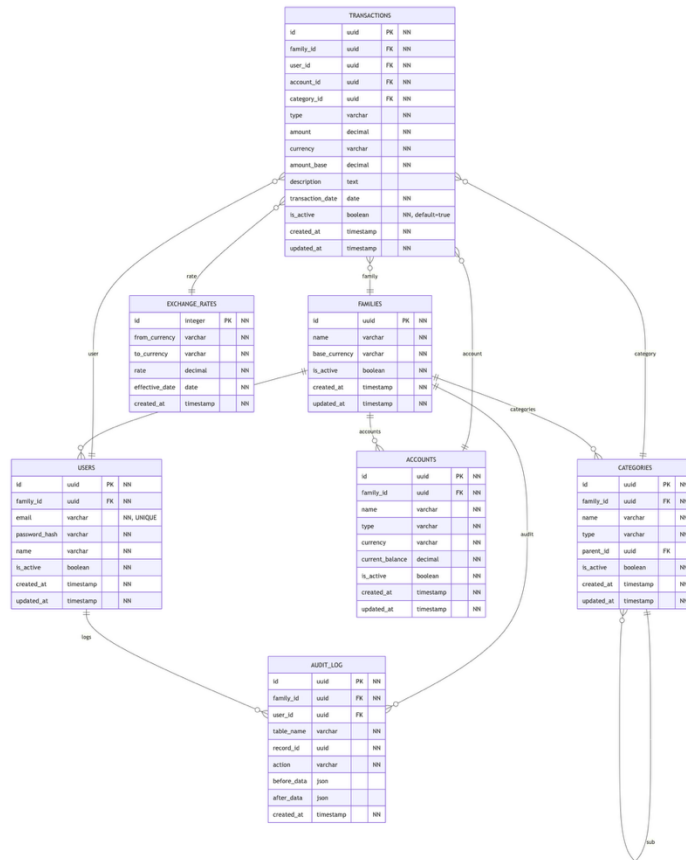 TRANSACTIONS
id uuid PK NN
family_id uuid FK NN
user_id uuid FK NN
account_id uuid FK NN
category_id uuid FK NN
type varchar NN
amount decimal NN
currency varchar NN
amount_base decimal NN
description text
transaction_date date NN
is_active boolean NN, default=true
created_at timestamp NN
updated_at timestamp NN
rate
family
user
account
category
EXCHANGE_RATES
id integer PK NN
from_currency varchar NN
to_currency varchar NN
rate decimal NN
effective_date date NN
created_at timestamp NN
FAMILIES
id uuid PK NN
name varchar NN
base_currency varchar NN
is_active boolean NN
created_at timestamp NN
updated_at timestamp NN
categories
accounts
audit
USERS
id uuid PK NN
family_id uuid FK NN
email varchar NN, UNIQUE
password_hash varchar NN
name varchar NN
is_active boolean NN
created_at timestamp NN
updated_at timestamp NN
ACCOUNTS
id uuid PK NN
family_id uuid FK NN
name varchar NN
type varchar NN
currency varchar NN
current_balance decimal NN
is_active boolean NN
created_at timestamp NN
updated_at timestamp NN
CATEGORIES
id uuid PK NN
family_id uuid FK NN
name varchar NN
type varchar NN
parent_id uuid FK
is_active boolean NN
created_at timestamp NN
updated_at timestamp NN
logs
AUDIT_LOG
id uuid PK NN
family_id uuid FK NN
user_id uuid FK
table_name varchar NN
record_id uuid NN
action varchar NN
before_data json
after_data json
created_at timestamp NN
sub